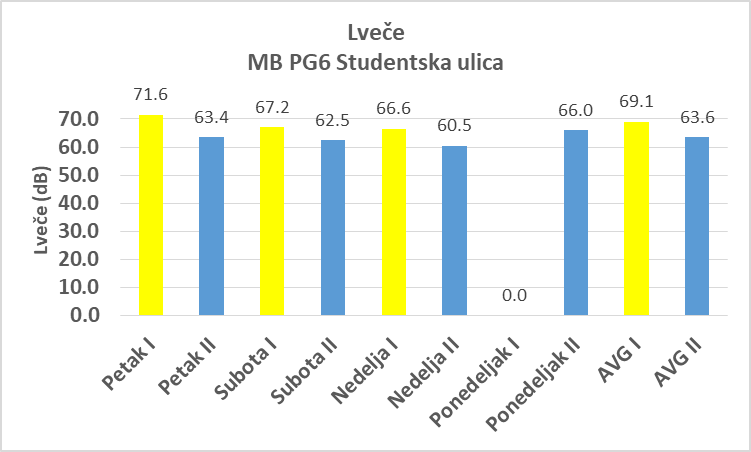 Lveče
MB PG6 Studentska ulica
71.6
63.4
67.2
62.5
66.6
60.5
0.0
66.0
69.1
63.6
Lveče (dB)
70.0
60.0
50.0
40.0
30.0
20.0
10.0
0.0
Petak I
Petak II
Subota I
Subota II
Nedelja I
Nedelja II
Ponedeljak I
Ponedeljak II
AVG I
AVG II